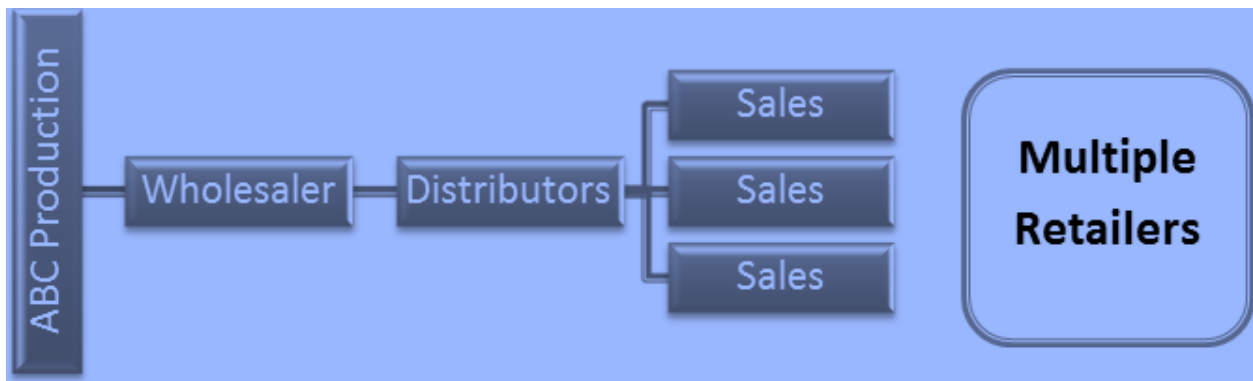 ABC Production
Wholesaler
Distributors
Sales
Sales
Sales
Multiple
Retailers